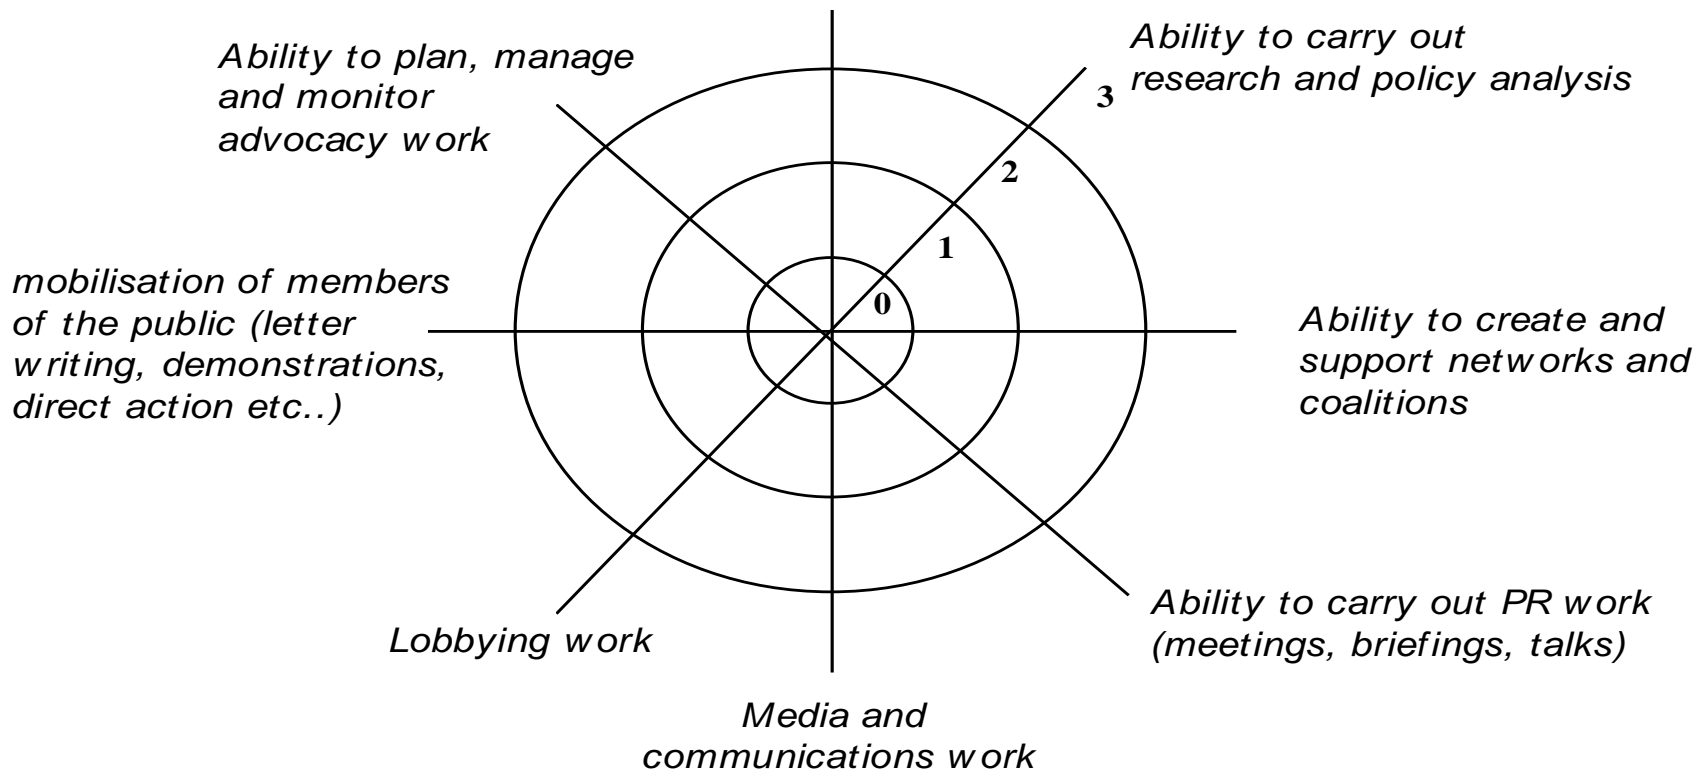 Ability to plan, manage
and monitor
advocacy work
Ability to carry out
research and policy analysis
3
2
1
0
mobilisation of members
of the public (letter
writing, demonstrations,
direct action etc..)
Ability to create and
support networks and
coalitions
Lobbying work
Ability to carry out PR work
(meetings, briefings, talks)
Media and
communications work